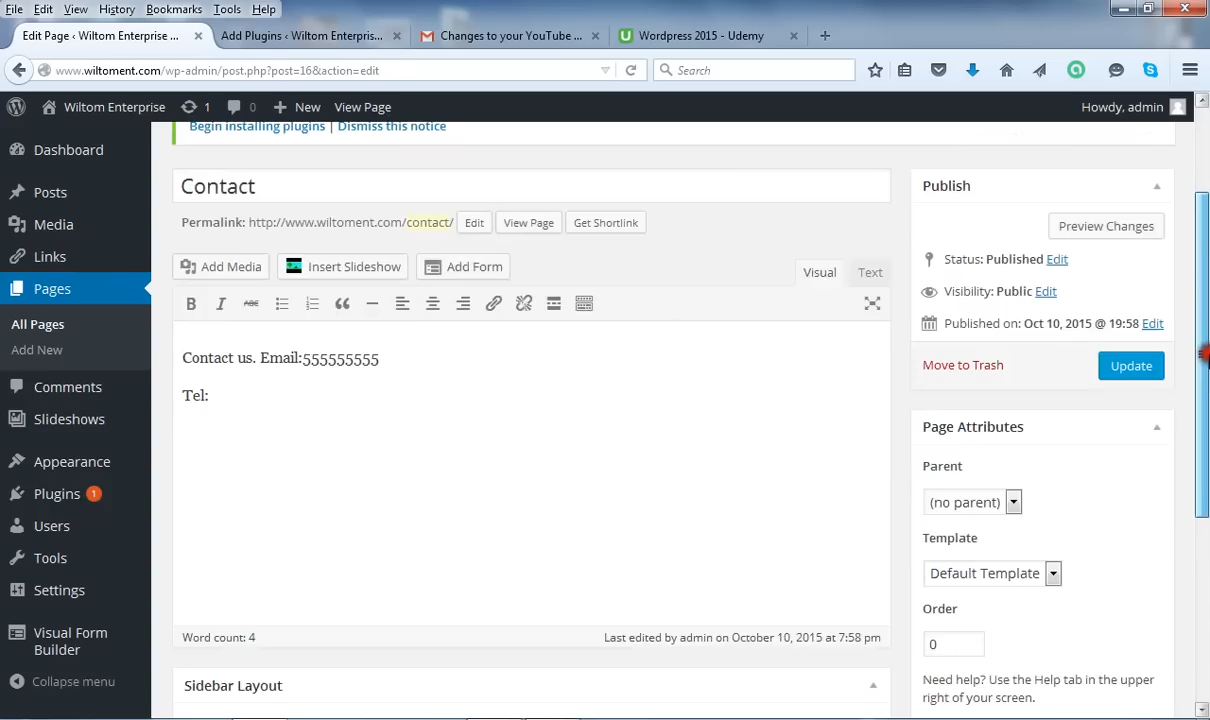 File Edit View History Bookmarks Tools Help
Edit Page ‹ Wiltom Enterprise ... Add Plugins ‹ Wiltom Enterpris... Changes to your YouTube ... Wordpress 2015 - Udemy
www.wiltoment.com/wp-admin/post.php?post=16&action=edit Search
Wiltom Enterprise 1 0 New View Page Howdy, admin
Begin installing plugins | Dismiss this notice
Dashboard
Posts
Media
Links
Pages
All Pages
Add New
Comments
Slideshows
Appearance
Plugins 1
Users
Tools
Settings
Visual Form
Builder
Collapse menu
Contact
Permalink: http://www.wiltoment.com/contact/ Edit View Page Get Shortlink
Add Media Insert Slideshow Add Form Visual Text
B I ABC
Contact us. Email:555555555
Tel:
Word count: 4 Last edited by admin on October 10, 2015 at 7:58 pm
Sidebar Layout
Publish
Preview Changes
Status: Published Edit
Visibility: Public Edit
Published on: Oct 10, 2015 @ 19:58 Edit
Move to Trash Update
Page Attributes
Parent
(no parent)
Template
Default Template
Order
0
Need help? Use the Help tab in the upper
right of your screen.